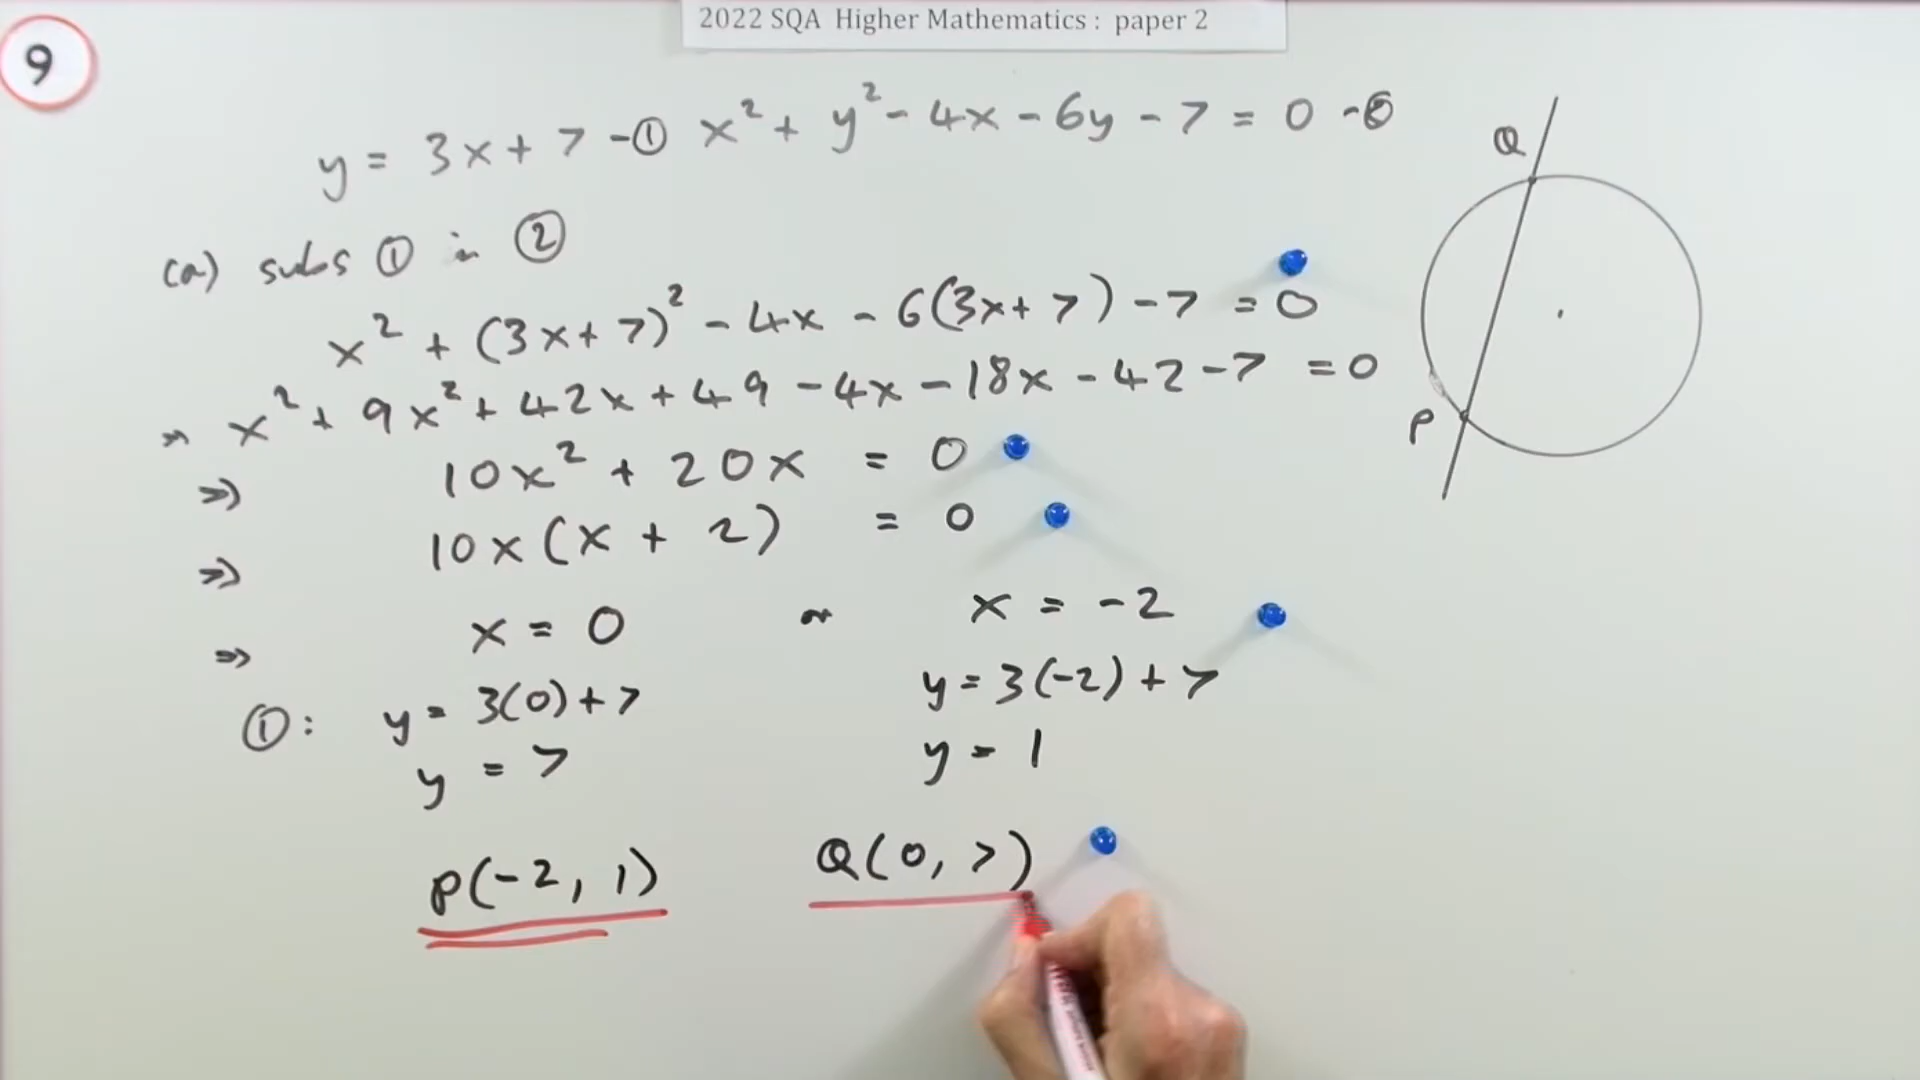 2022 SQA Higher Mathematics : paper 2
9
y = 3x + 7 -① x² + y² - 4x - 6y - 7 = 0 -②
(a) subs ① in ②
x² + (3x + 7)² - 4x - 6(3x + 7) - 7 = 0
⇒ x² + 9x² + 42x + 49 - 4x - 18x - 42 - 7 = 0
⇒ 10x² + 20x = 0
⇒ 10x(x + 2) = 0
⇒ x = 0 or x = -2
①: y = 3(0) + 7 y = 3(-2) + 7
y = 7 y = 1
P(-2, 1) Q(0, 7)
Q
P